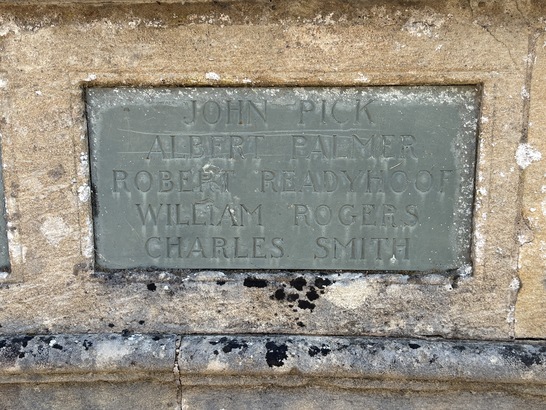 JOHN PICK
ALBERT PALMER
ROBERT READYHOOF
WILLIAM ROGERS
CHARLES SMITH